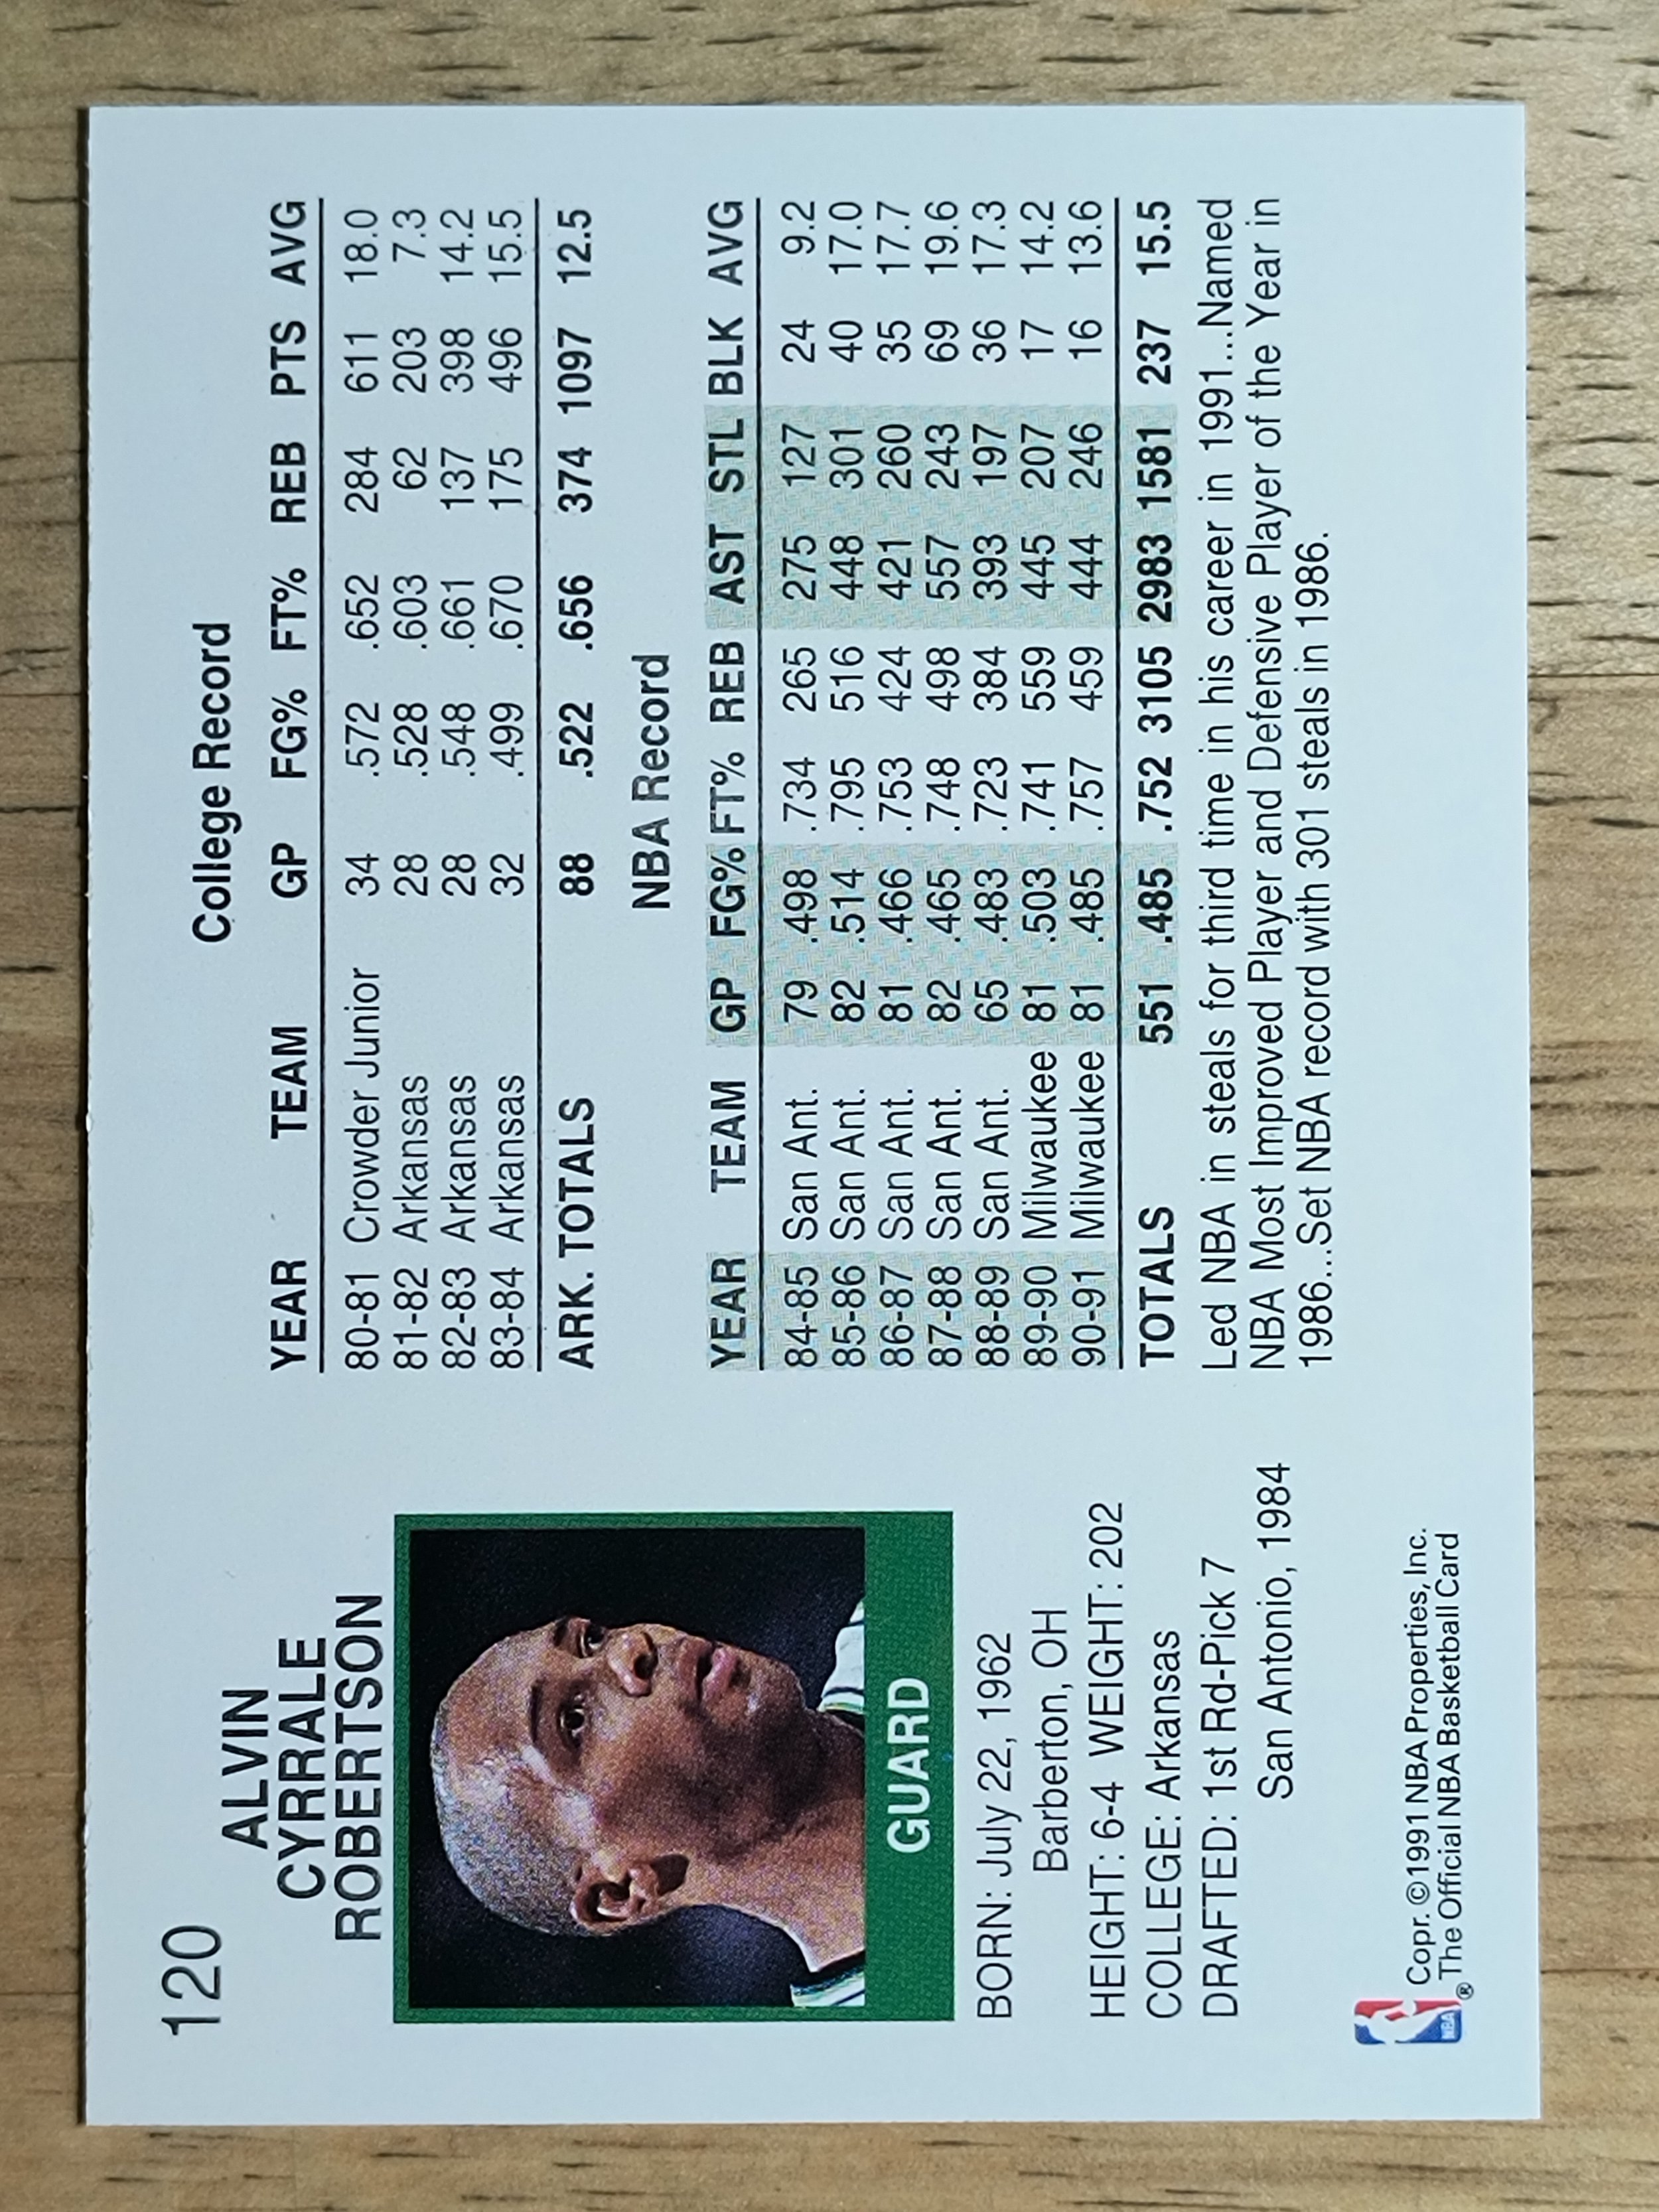 120
ALVIN
CYRRALE
ROBERTSON
GUARD
BORN: July 22, 1962
Barberton, OH
HEIGHT: 6-4 WEIGHT: 202
COLLEGE: Arkansas
DRAFTED: 1st Rd-Pick 7
San Antonio, 1984
NBA
®
Copr. © 1991 NBA Properties, Inc.
The Official NBA Basketball Card
College Record
YEAR TEAM GP FG% FT% REB PTS AVG
80-81 Crowder Junior 34 .572 .652 284 611 18.0
81-82 Arkansas 28 .528 .603 62 203 7.3
82-83 Arkansas 28 .548 .661 137 398 14.2
83-84 Arkansas 32 .499 .670 175 496 15.5
ARK. TOTALS 88 .522 .656 374 1097 12.5
NBA Record
YEAR TEAM GP FG% FT% REB AST STL BLK AVG
84-85 San Ant. 79 .498 .734 265 275 127 24 9.2
85-86 San Ant. 82 .514 .795 516 448 301 40 17.0
86-87 San Ant. 81 .466 .753 424 421 260 35 17.7
87-88 San Ant. 82 .465 .748 498 557 243 69 19.6
88-89 San Ant. 65 .483 .723 384 393 197 36 17.3
89-90 Milwaukee 81 .503 .741 559 445 207 17 14.2
90-91 Milwaukee 81 .485 .757 459 444 246 16 13.6
TOTALS 551 .485 .752 3105 2983 1581 237 15.5
Led NBA in steals for third time in his career in 1991...Named
NBA Most Improved Player and Defensive Player of the Year in
1986...Set NBA record with 301 steals in 1986.